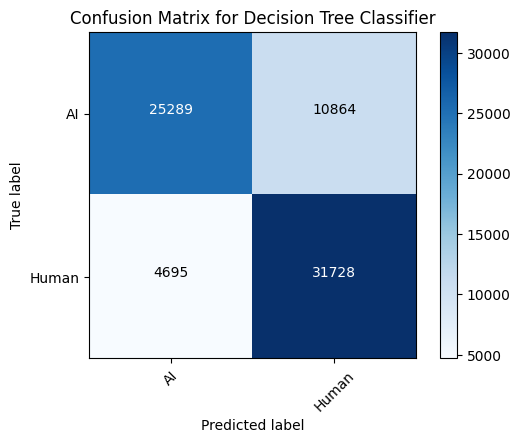 Confusion Matrix for Decision Tree Classifier
True label
AI
Human
25289
10864
4695
31728
AI
Human
Predicted label
30000
25000
20000
15000
10000
5000